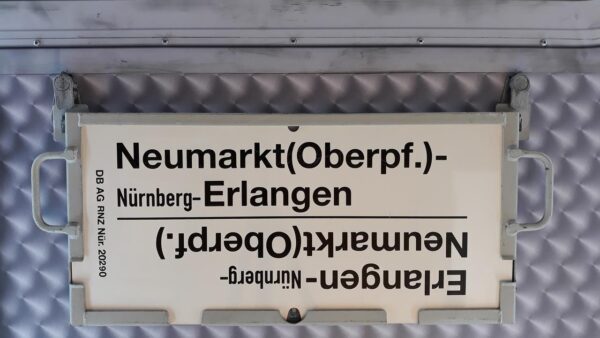 Neumarkt(Oberpf.)-
Nürnberg-Erlangen
Erlangen-Nürnberg-
Neumarkt(Oberpf.)
DB AG RNZ Nür. 20290